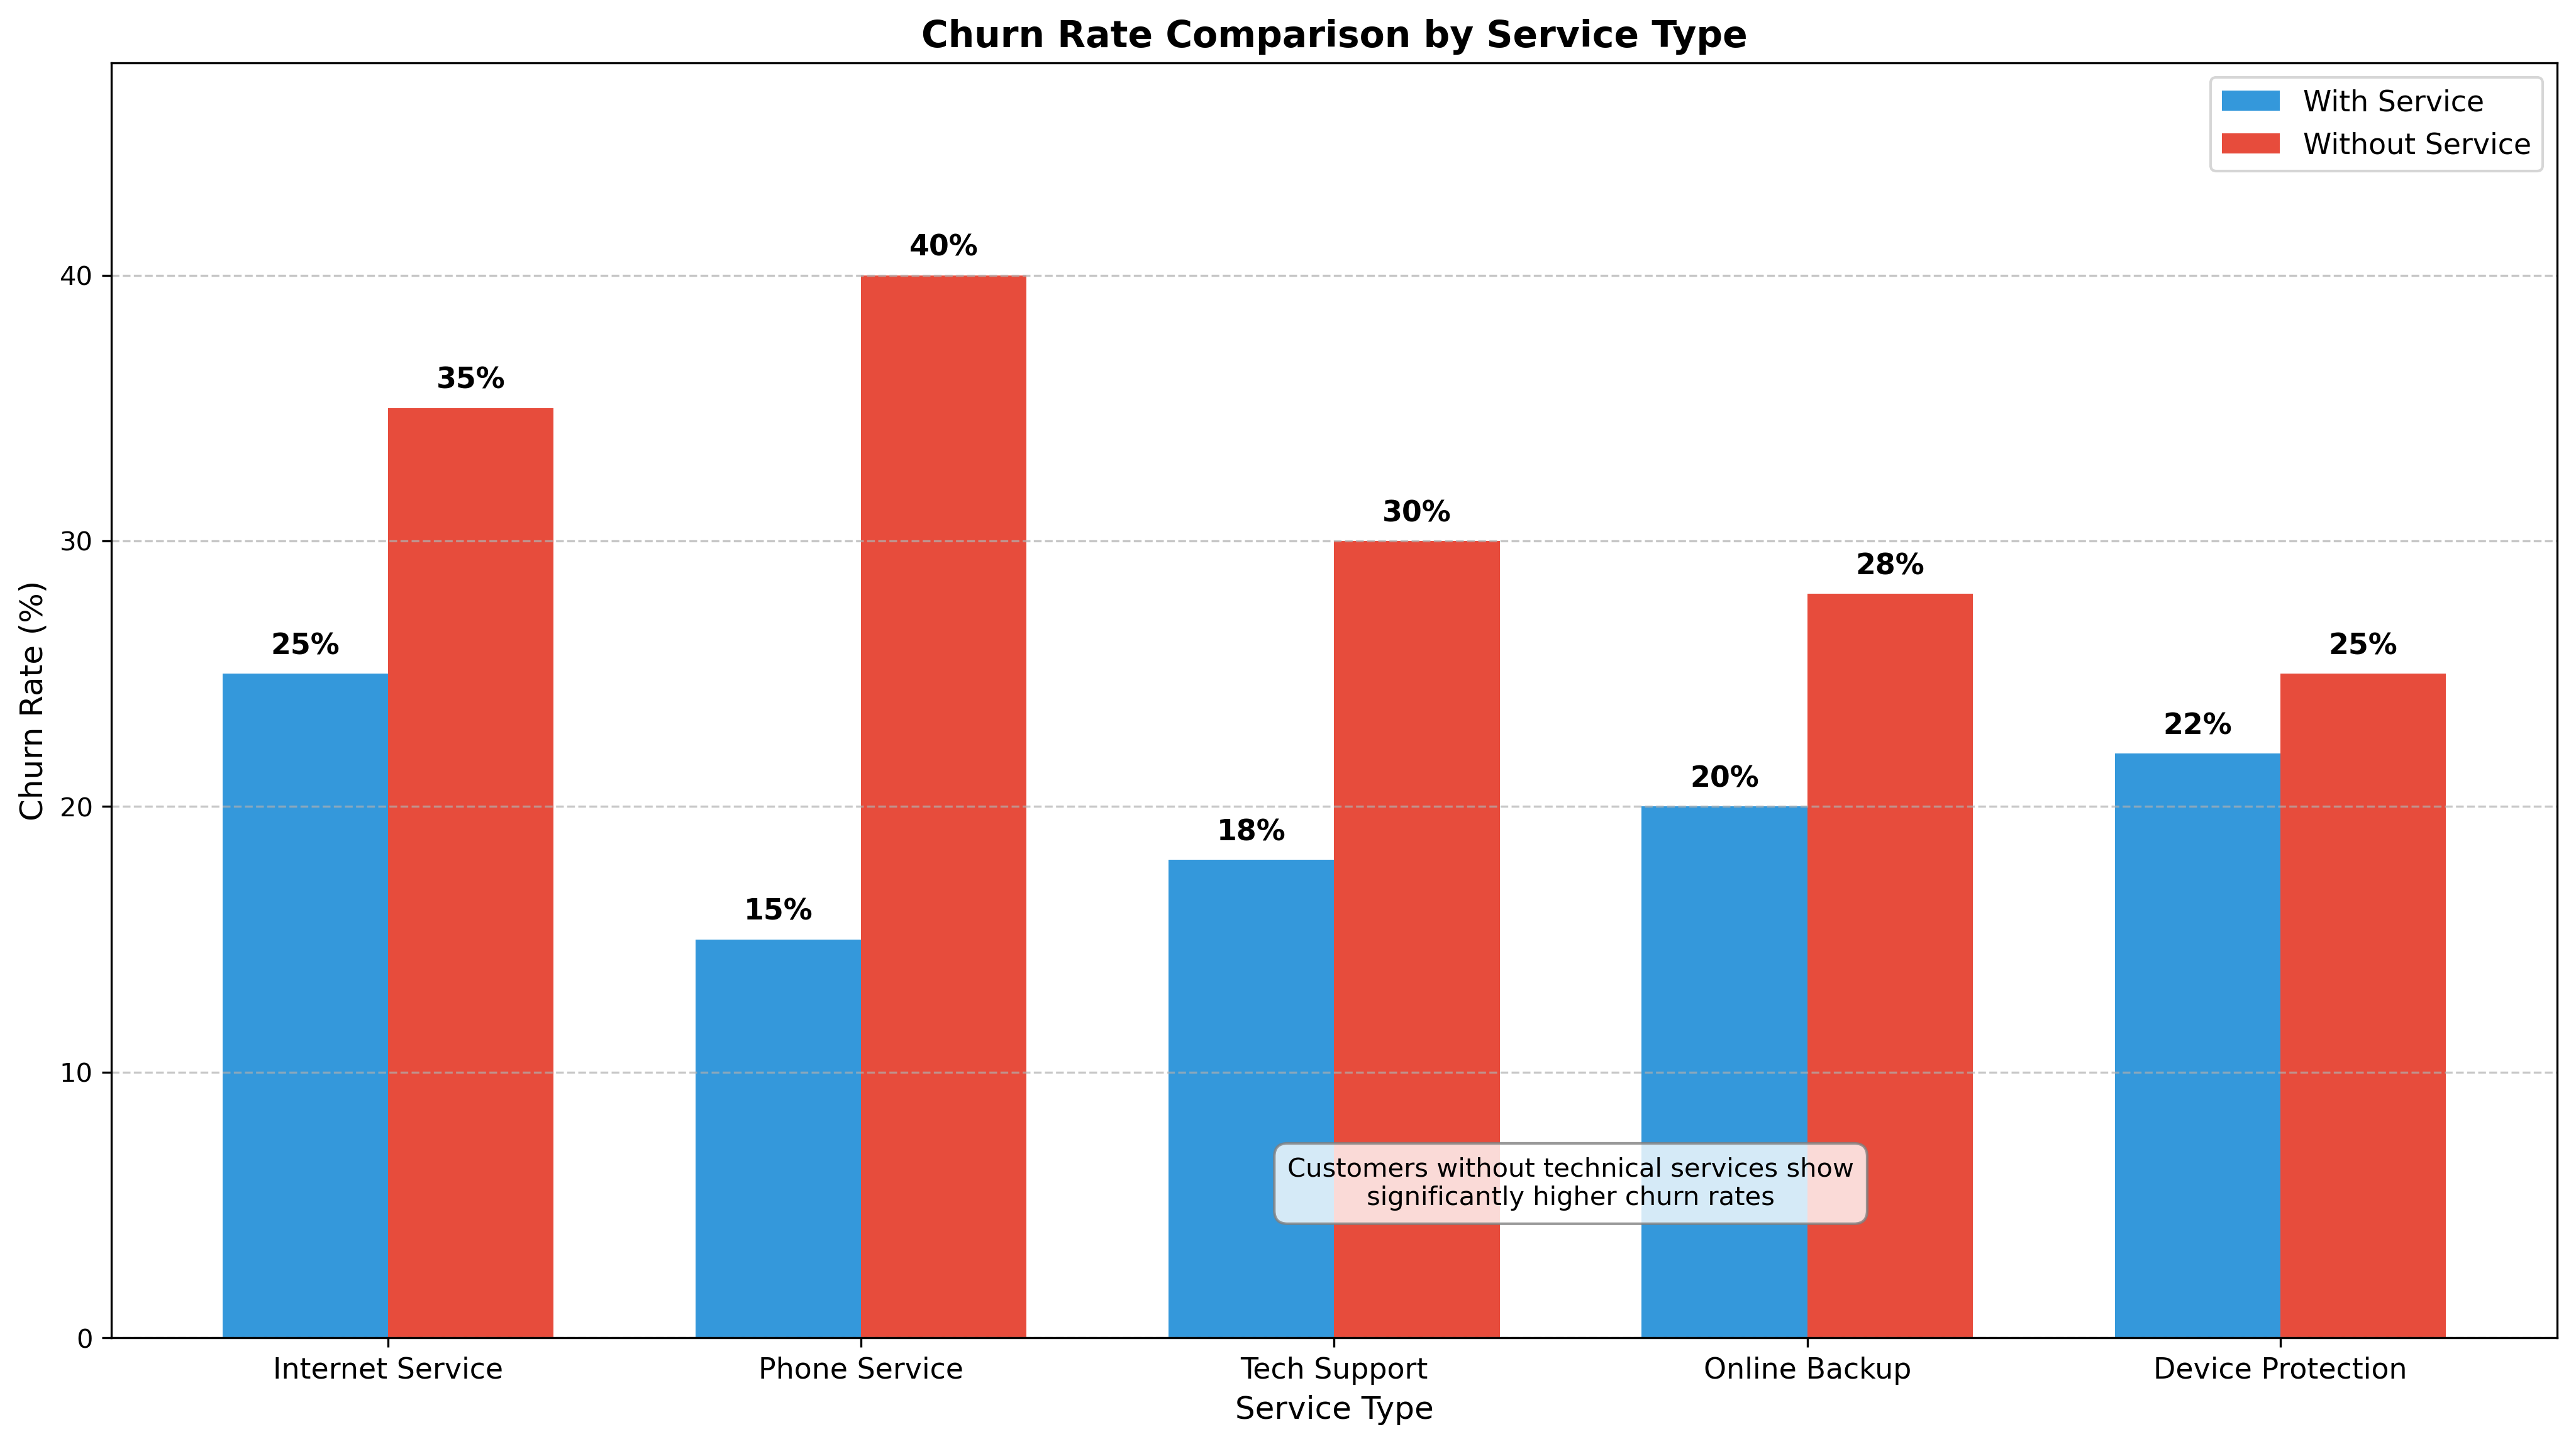 Churn Rate Comparison by Service Type
With Service
Without Service
Churn Rate (%)
40
30
20
10
0
25%
35%
15%
40%
18%
30%
20%
28%
22%
25%
Customers without technical services show
significantly higher churn rates
Internet Service
Phone Service
Tech Support
Online Backup
Device Protection
Service Type